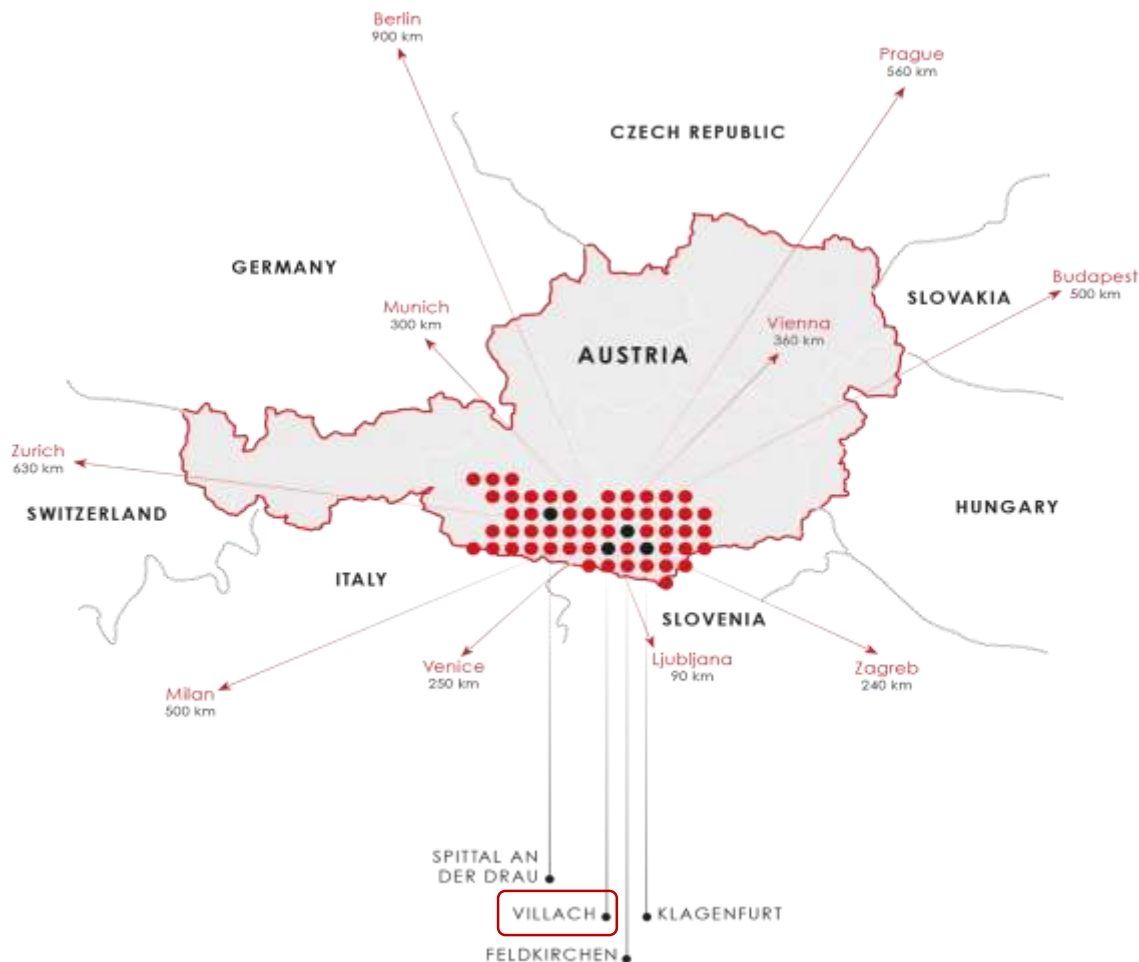 Berlin
900 km
Prague
560 km
CZECH REPUBLIC
GERMANY
Budapest
500 km
SLOVAKIA
Munich
300 km
Vienna
360 km
AUSTRIA
Zurich
630 km
SWITZERLAND
HUNGARY
ITALY
SLOVENIA
Venice
250 km
Ljubljana
90 km
Zagreb
240 km
Milan
500 km
SPITTAL AN
DER DRAU
VILLACH
KLAGENFURT
FELDKIRCHEN